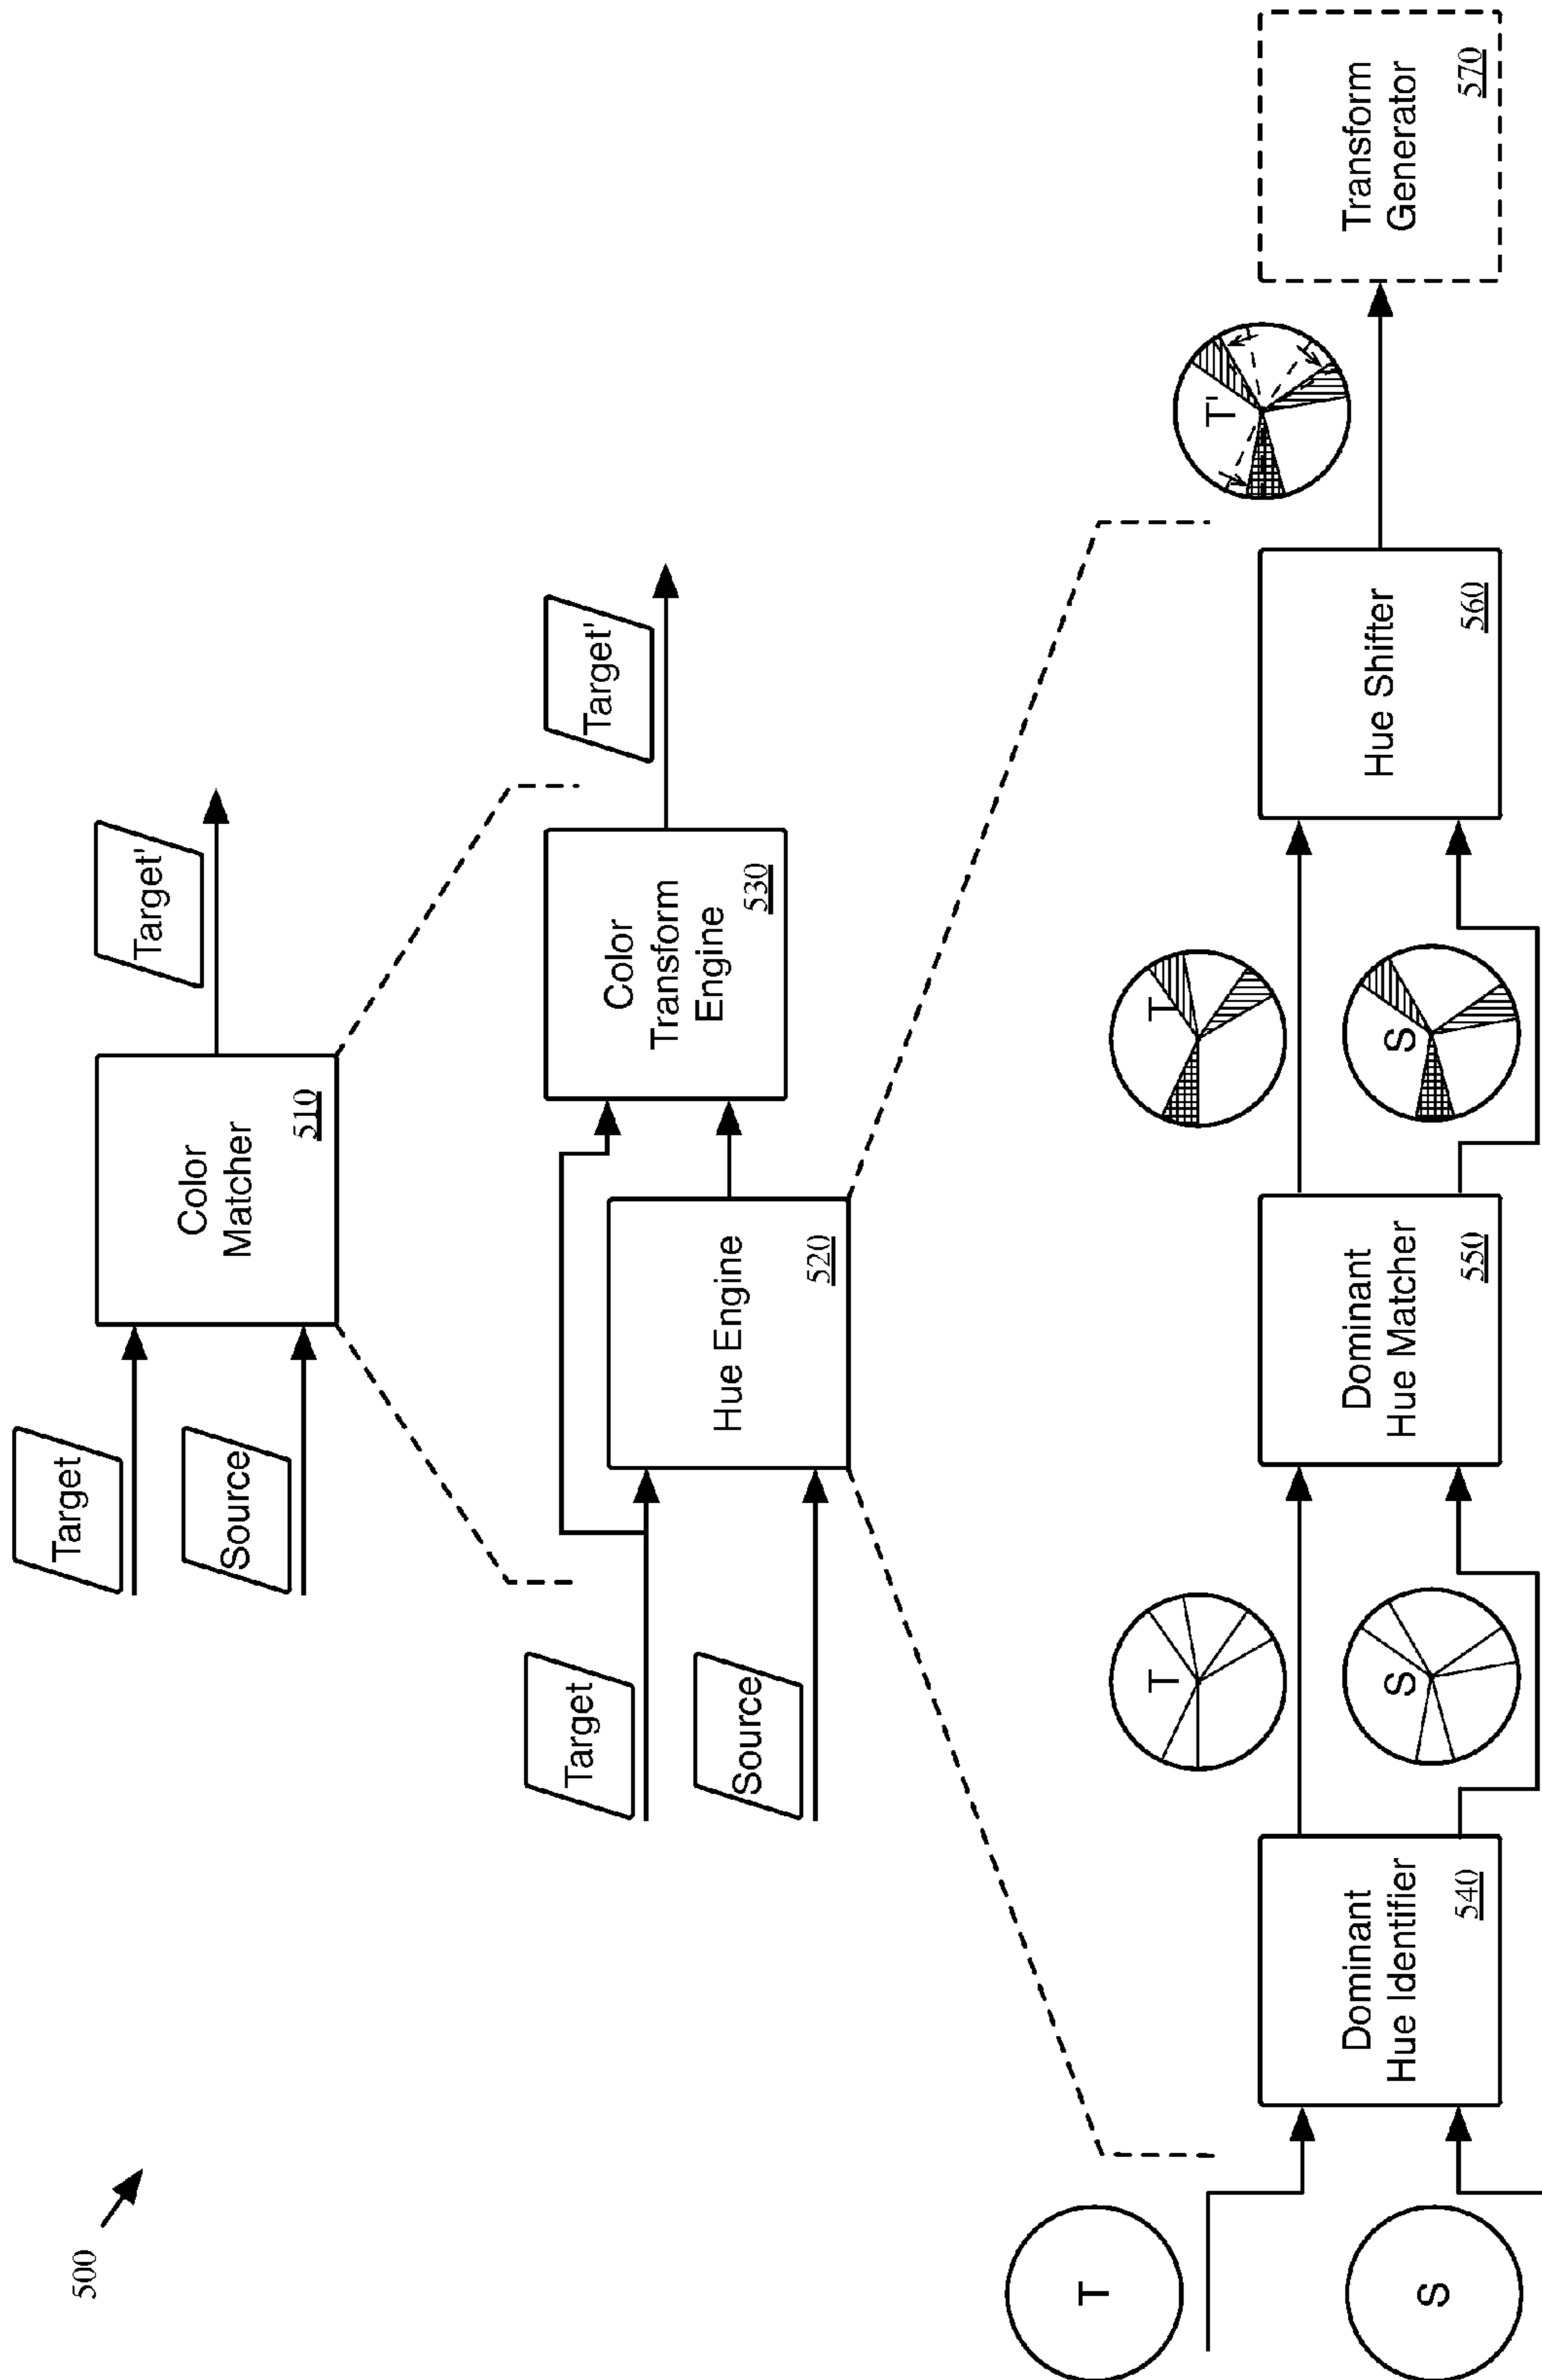 500
Target
Source
Color
Matcher
510
Target'
Target
Source
Hue Engine
520
Color
Transform
Engine
530
Target'
T
S
Dominant
Hue Identifier
540
T
S
Dominant
Hue Matcher
550
T
S
Hue Shifter
560
T'
Transform
Generator
570